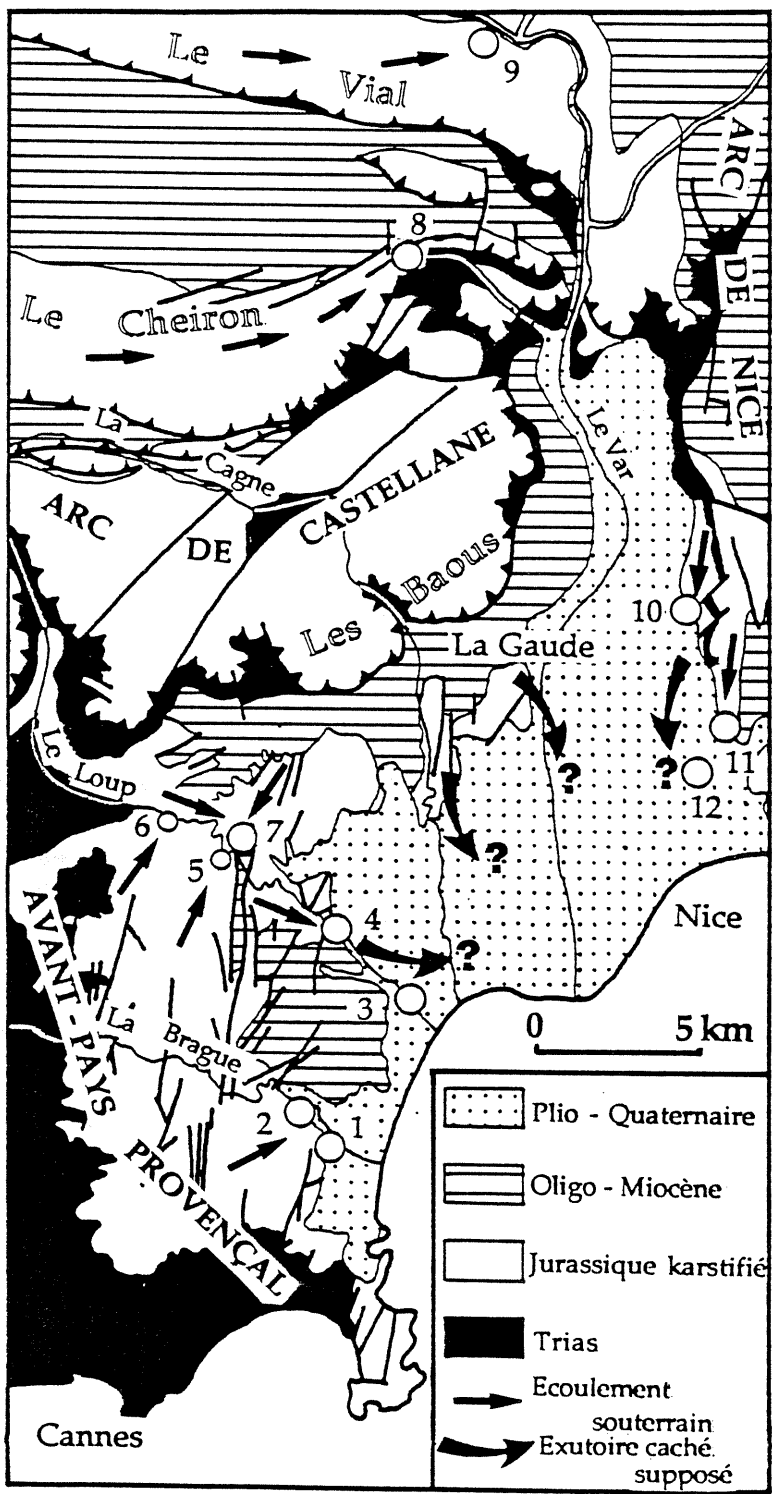 Le
Vial
9
ARC
DE
NICE
8
Le
Cheiron
La
Cagne
Le Var
ARC
DE
CASTELLANE
Baous
Les
10
La Gaude
11
?
?
12
Le Loup
6
7
5
?
AVANT - PAYS
4
?
Nice
3
La Brague
0 5 km
2
1
PROVENÇAL
Plio - Quaternaire
Oligo - Miocène
Jurassique karstifié
Trias
Ecoulement
souterrain
Exutoire caché
supposé
Cannes